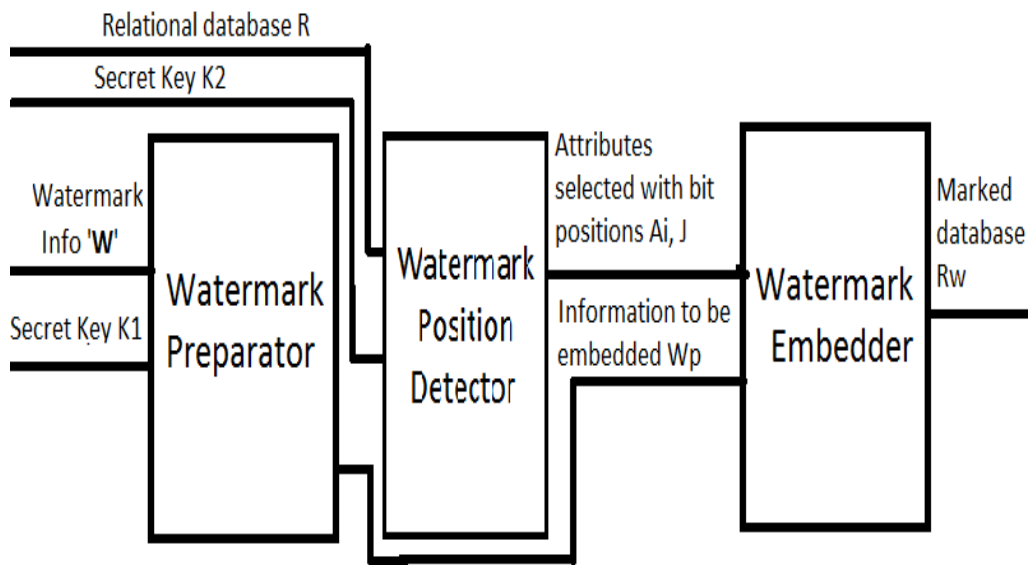 Relational database R
Secret Key K2
Watermark
Info 'W'
Secret Key K1
Watermark
Preparator
Watermark
Position
Detector
Attributes
selected with bit
positions Ai, J
Information to be
embedded Wp
Watermark
Embedder
Marked
database
Rw